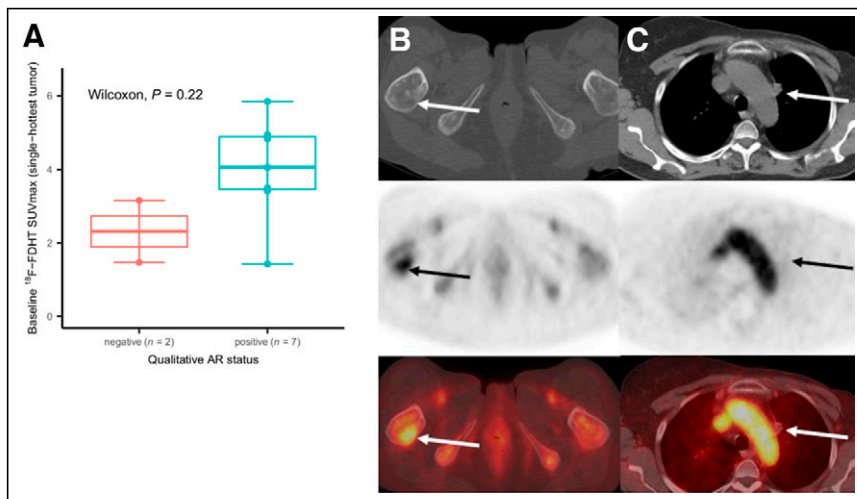 A
B
C
Wilcoxon, P = 0.22
Baseline ¹⁸F-FDHT SUVmax (single-hottest tumor)
6
4
2
0
negative (n = 2)
positive (n = 7)
Qualitative AR status